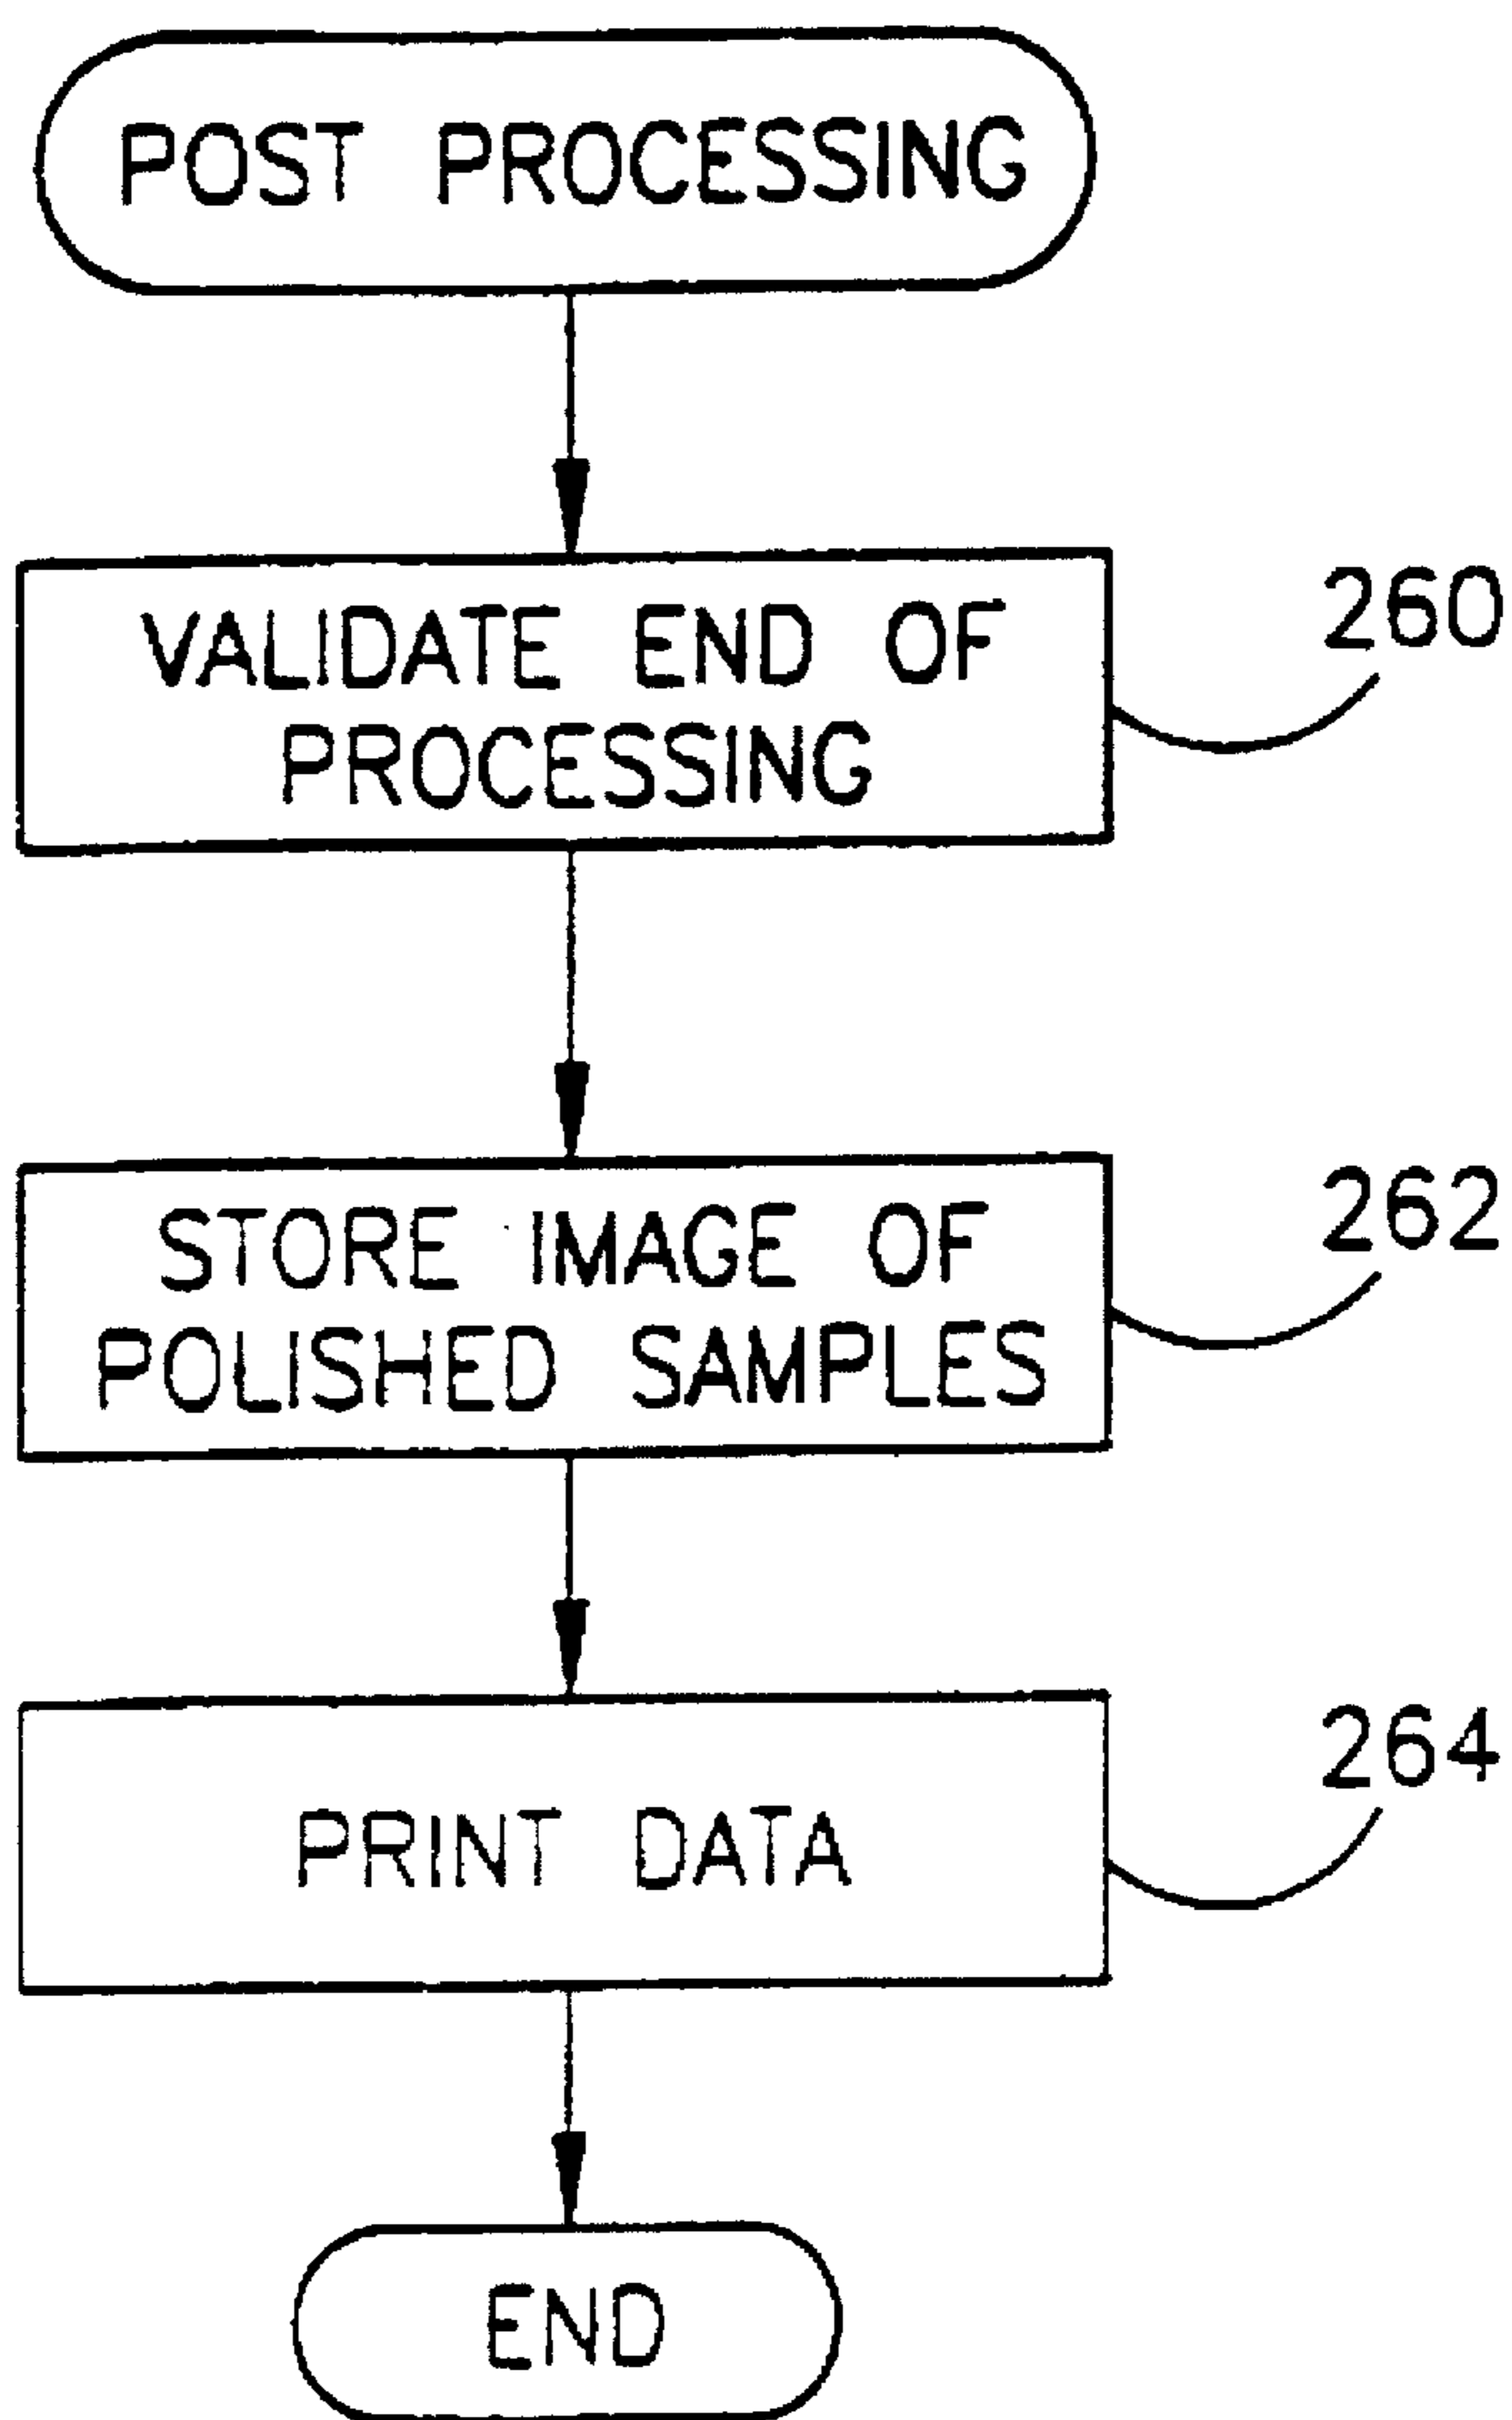 POST PROCESSING
VALIDATE END OF
PROCESSING
260
STORE IMAGE OF
POLISHED SAMPLES
262
PRINT DATA
264
END